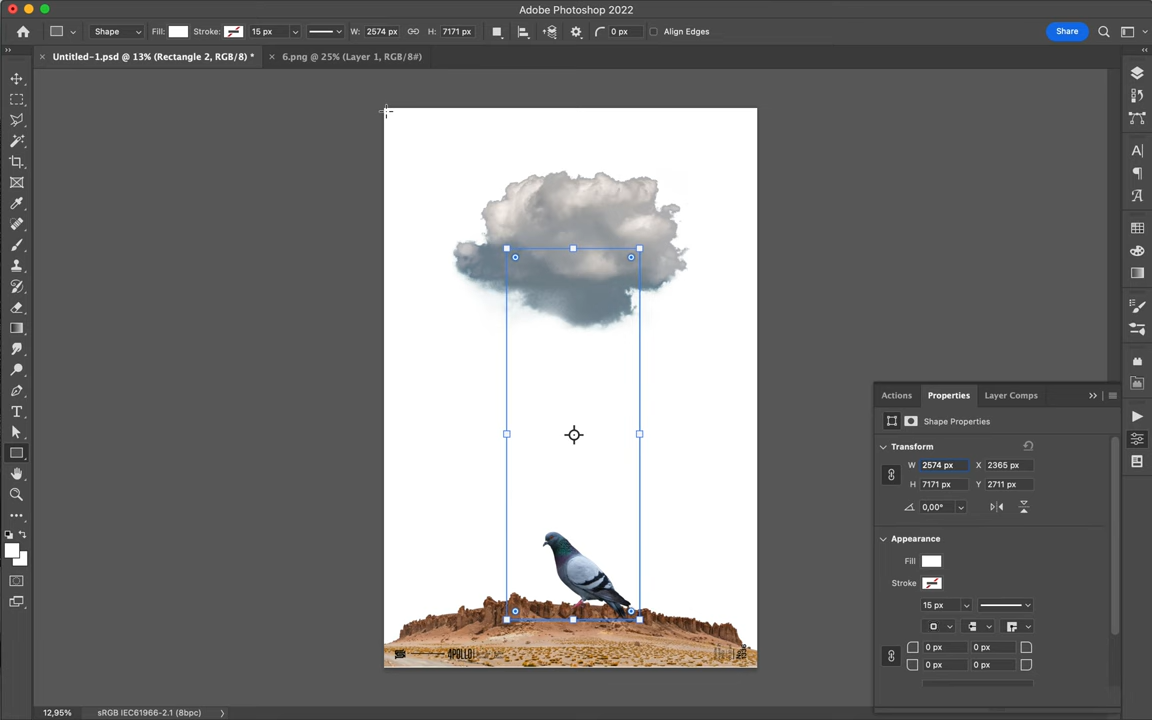 Adobe Photoshop 2022
Shape Fill: Stroke: 15 px W: 2574 px H: 7171 px 0 px Align Edges Share
Untitled-1.psd @ 13% (Rectangle 2, RGB/8) * 6.png @ 25% (Layer 1, RGB/8#)
Actions Properties Layer Comps
Shape Properties
Transform
W 2574 px X 2365 px
H 7171 px Y 2711 px
0,00°
Appearance
Fill
Stroke
15 px
0 px 0 px
0 px 0 px
APOLLO
12,95% sRGB IEC61966-2.1 (8bpc)